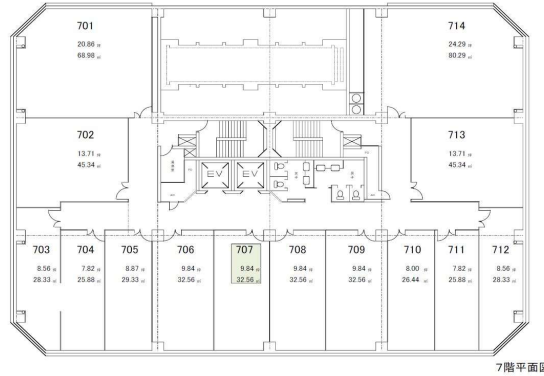 701
20.86 坪
68.98 ㎡
714
24.29 坪
80.29 ㎡
702
13.71 坪
45.34 ㎡
713
13.71 坪
45.34 ㎡
EV
EV
703
8.56 坪
28.33 ㎡
704
7.82 坪
25.88 ㎡
705
8.87 坪
29.33 ㎡
706
9.84 坪
32.56 ㎡
707
9.84 坪
32.56 ㎡
708
9.84 坪
32.56 ㎡
709
9.84 坪
32.56 ㎡
710
8.00 坪
26.44 ㎡
711
7.82 坪
25.88 ㎡
712
8.56 坪
28.33 ㎡
7階平面図